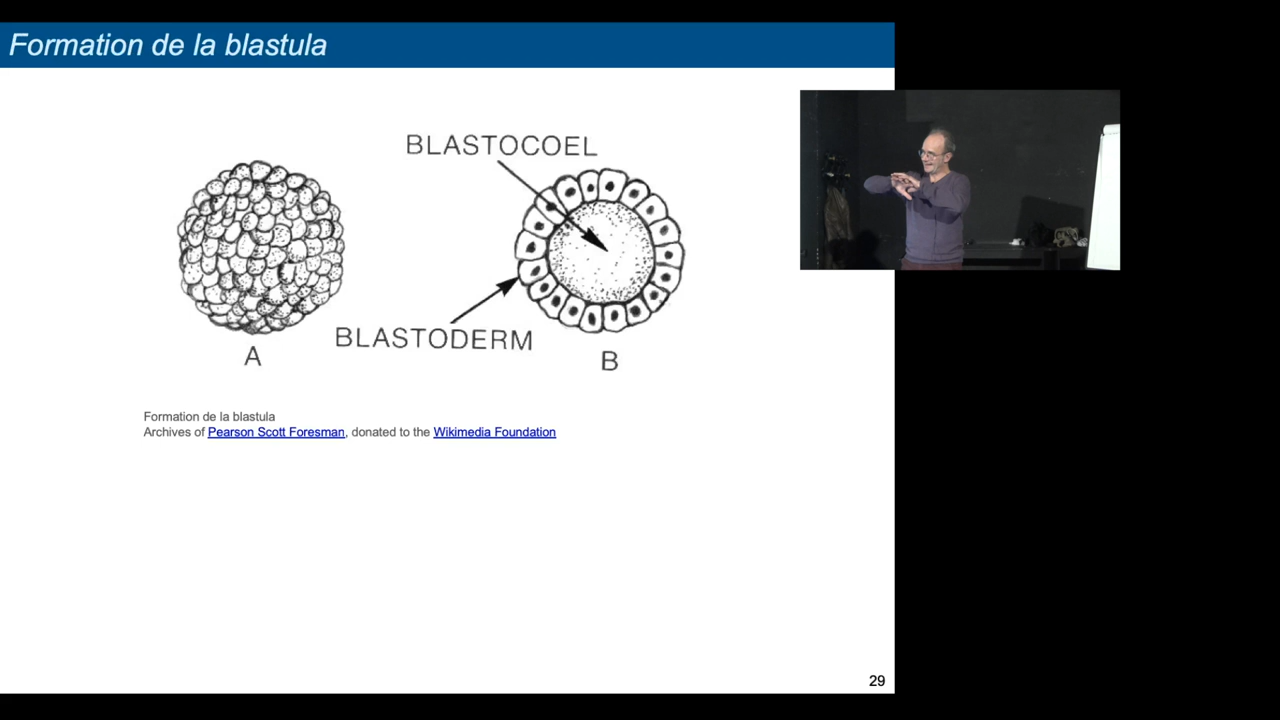 Formation de la blastula
BLASTOCOEL
BLASTODERM
A
B
Formation de la blastula
Archives of Pearson Scott Foresman, donated to the Wikimedia Foundation
29